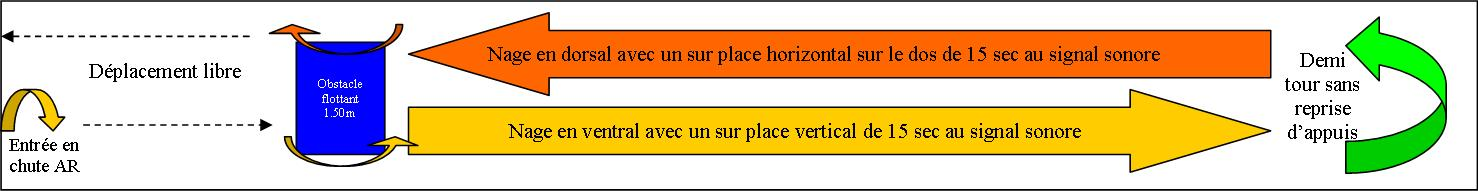 Nage en dorsal avec un sur place horizontal sur le dos de 15 sec au signal sonore
Déplacement libre
Obstacle
flottant
1.50m
Demi
tour sans
reprise
d'appuis
Nage en ventral avec un sur place vertical de 15 sec au signal sonore
Entrée en
chute AR